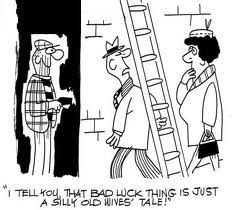 "I TELL YOU, THAT BAD LUCK THING IS JUST
A SILLY OLD WIVES' TALE!"